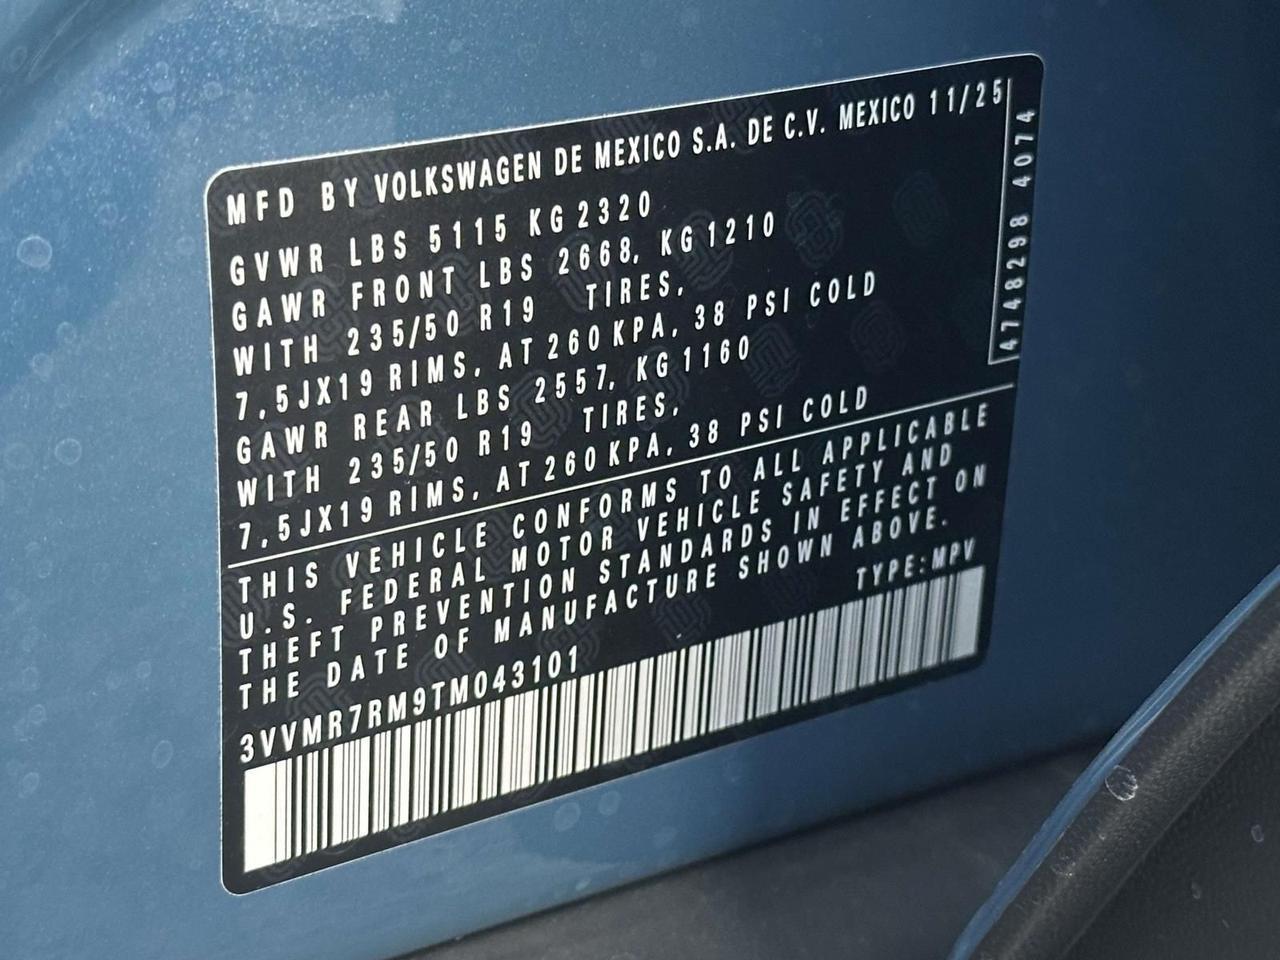 MFD BY VOLKSWAGEN DE MEXICO S.A. DE C.V. MEXICO 11/25
GVWR LBS 5115 KG 2320
GAWR FRONT LBS 2668, KG 1210
WITH 235/50 R19 TIRES,
7,5JX19 RIMS, AT 260 KPA, 38 PSI COLD
GAWR REAR LBS 2557, KG 1160
WITH 235/50 R19 TIRES,
7,5JX19 RIMS, AT 260 KPA, 38 PSI COLD
4748298 4074
THIS VEHICLE CONFORMS TO ALL APPLICABLE
U.S. FEDERAL MOTOR VEHICLE SAFETY AND
THEFT PREVENTION STANDARDS IN EFFECT ON
THE DATE OF MANUFACTURE SHOWN ABOVE.
TYPE:MPV
3VVMR7RM9TM043101